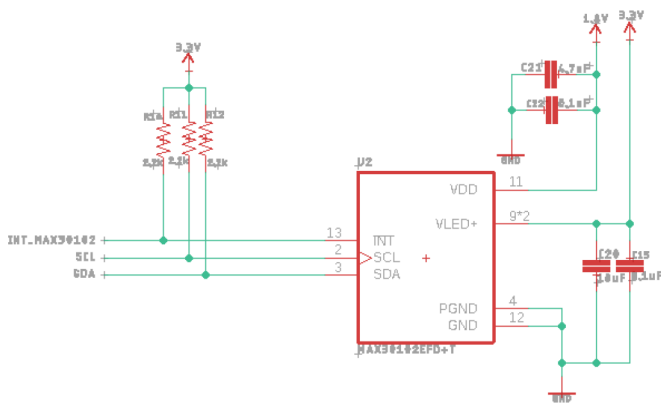 1.8V 3.3V
3.3V
C21 4.7uF
C22 0.1uF
R10 R11 R12
2.2k 2.2k 2.2k
GND
U2
VDD 11
VLED+ 9*2
INT_MAX30102 13 INT
SCL 2 SCL
SDA 3 SDA
C20 C15
10uF 0.1uF
PGND 4
GND 12
MAX30102EFD+T
GND